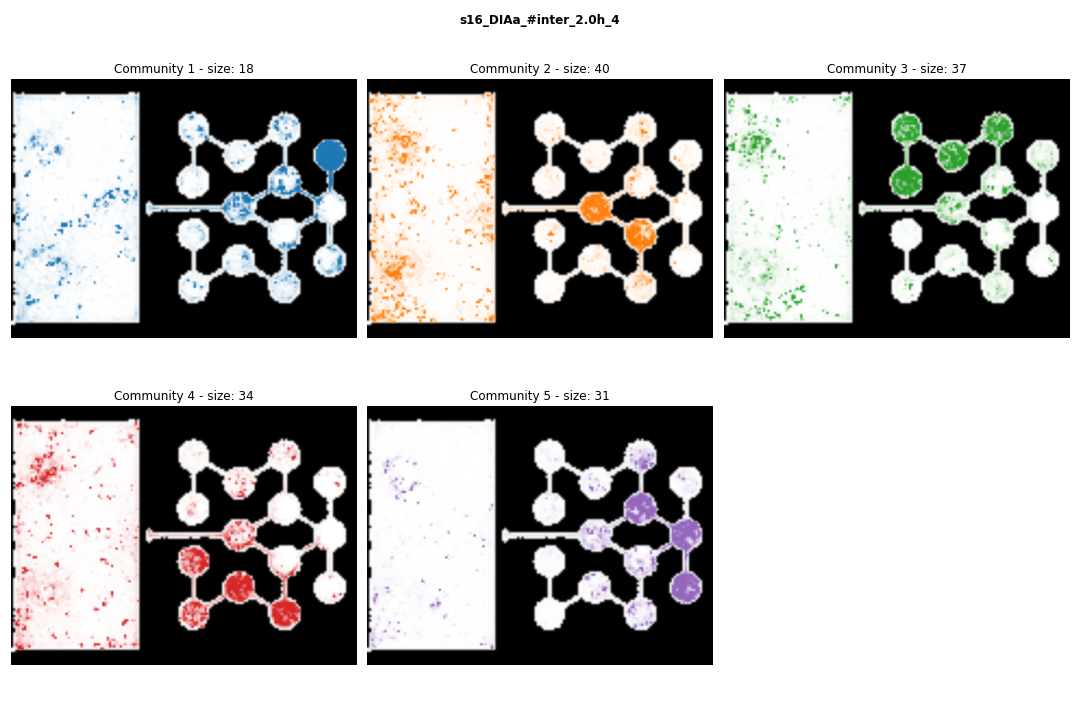 s16_DIAa_#inter_2.0h_4
Community 1 - size: 18
Community 2 - size: 40
Community 3 - size: 37
Community 4 - size: 34
Community 5 - size: 31